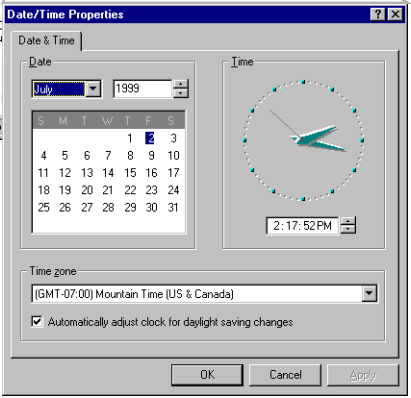 Date/Time Properties
Date & Time
Date
Time
July
1999
S M T W T F S
1 2 3
4 5 6 7 8 9 10
11 12 13 14 15 16 17
18 19 20 21 22 23 24
25 26 27 28 29 30 31
2:17:52 PM
Time zone
(GMT-07:00) Mountain Time (US & Canada)
Automatically adjust clock for daylight saving changes
OK
Cancel
Apply